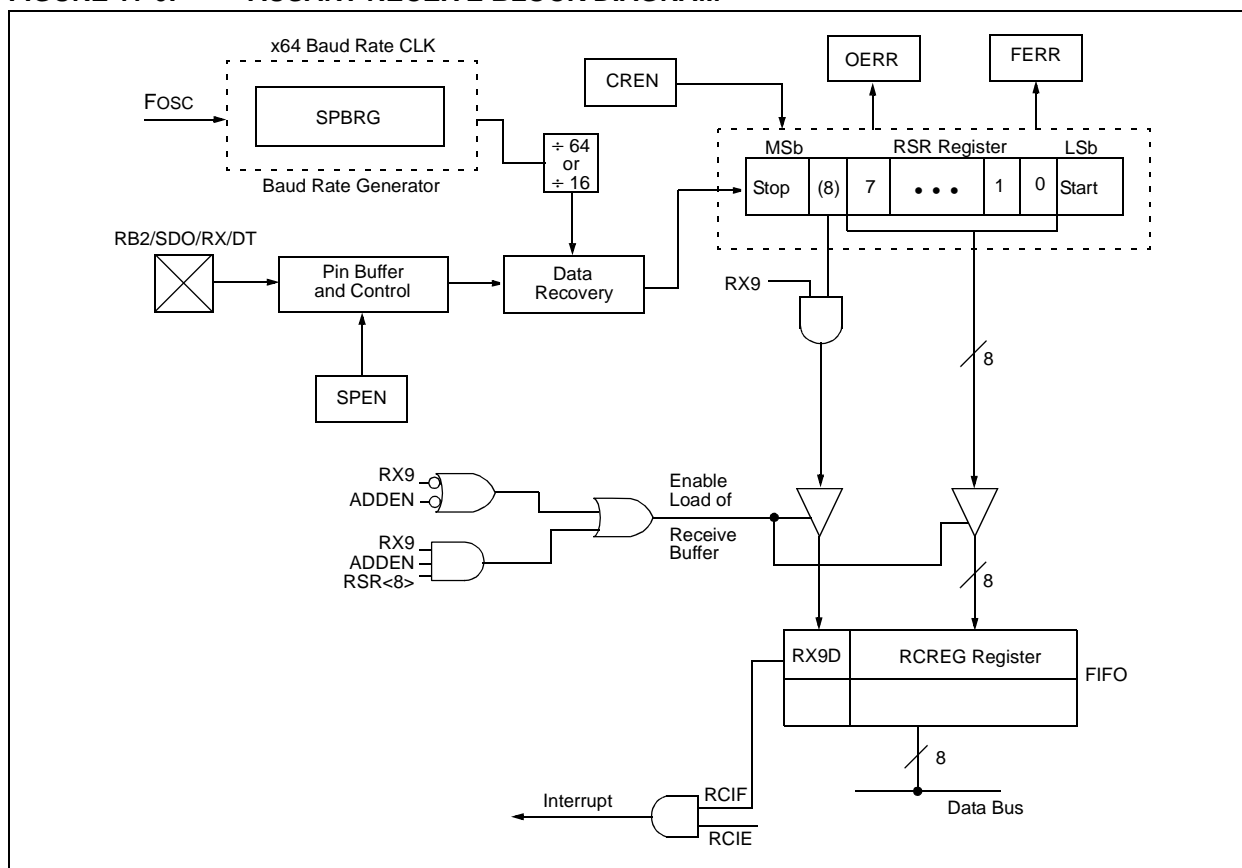 x64 Baud Rate CLK
FOSC
SPBRG
Baud Rate Generator
÷ 64
or
÷ 16
CREN
OERR
FERR
MSb
RSR Register
LSb
Stop (8) 7 • • • 1 0 Start
RB2/SDO/RX/DT
Pin Buffer
and Control
Data
Recovery
SPEN
RX9
8
RX9
ADDEN
RX9
ADDEN
RSR<8>
Enable
Load of
Receive
Buffer
8
RX9D
RCREG Register
FIFO
8
Data Bus
Interrupt
RCIF
RCIE